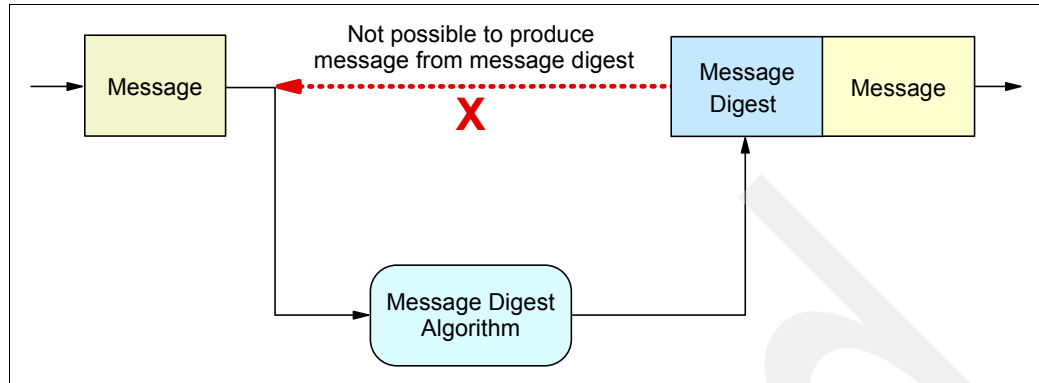 Not possible to produce
message from message digest
Message
X
Message
Digest
Message
Message Digest
Algorithm